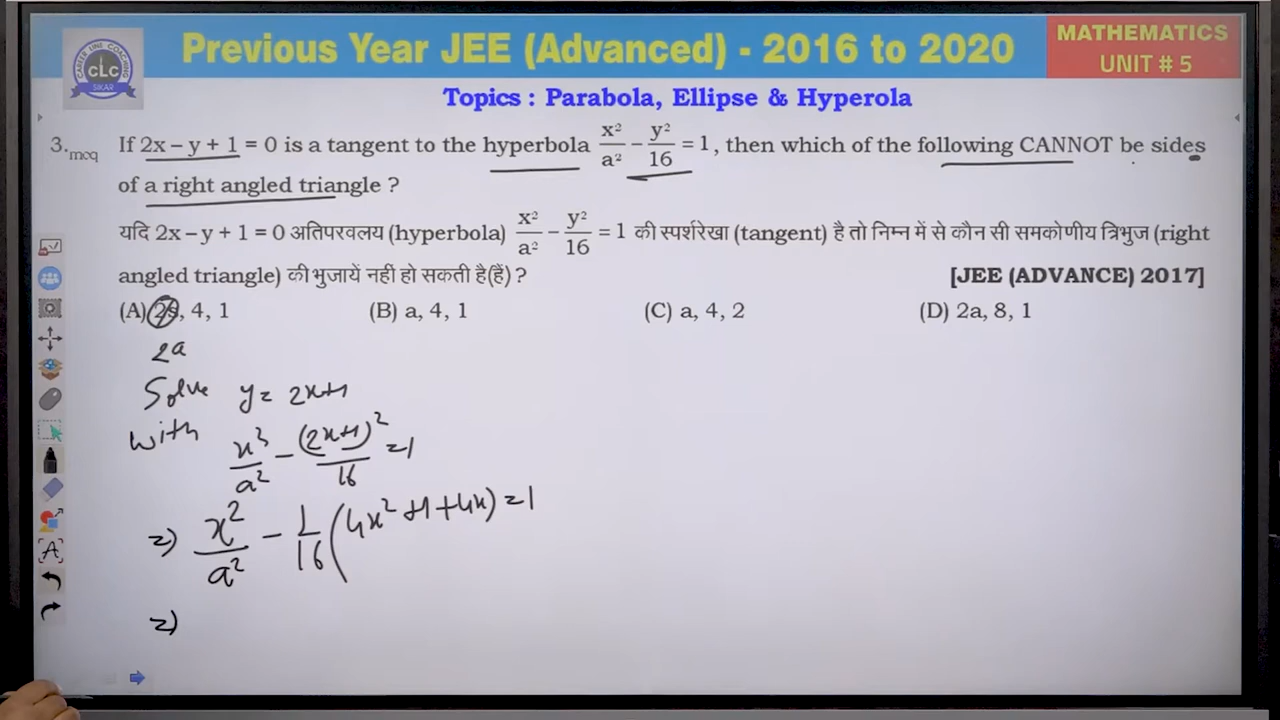 Previous Year JEE (Advanced) - 2016 to 2020
MATHEMATICS
UNIT # 5
CAREER LINE COACHING
CLC
SIKAR
Topics : Parabola, Ellipse & Hyperola
3. mcq If 2x – y + 1 = 0 is a tangent to the hyperbola x²/a² – y²/16 = 1, then which of the following CANNOT be sides
of a right angled triangle ?
यदि 2x – y + 1 = 0 अतिपरवलय (hyperbola) x²/a² – y²/16 = 1 की स्पर्शरेखा (tangent) है तो निम्न में से कौन सी समकोणीय त्रिभुज (right
angled triangle) की भुजायें नहीं हो सकती है(हैं) ?
[JEE (ADVANCE) 2017]
(A) 2a, 4, 1 (B) a, 4, 1 (C) a, 4, 2 (D) 2a, 8, 1
2a
Solve y = 2x+1
with
x²/a² – (2x+1)²/16 = 1
⇒) x²/a² – 1/16 (4x² + 1 + 4x) = 1
⇒)
A